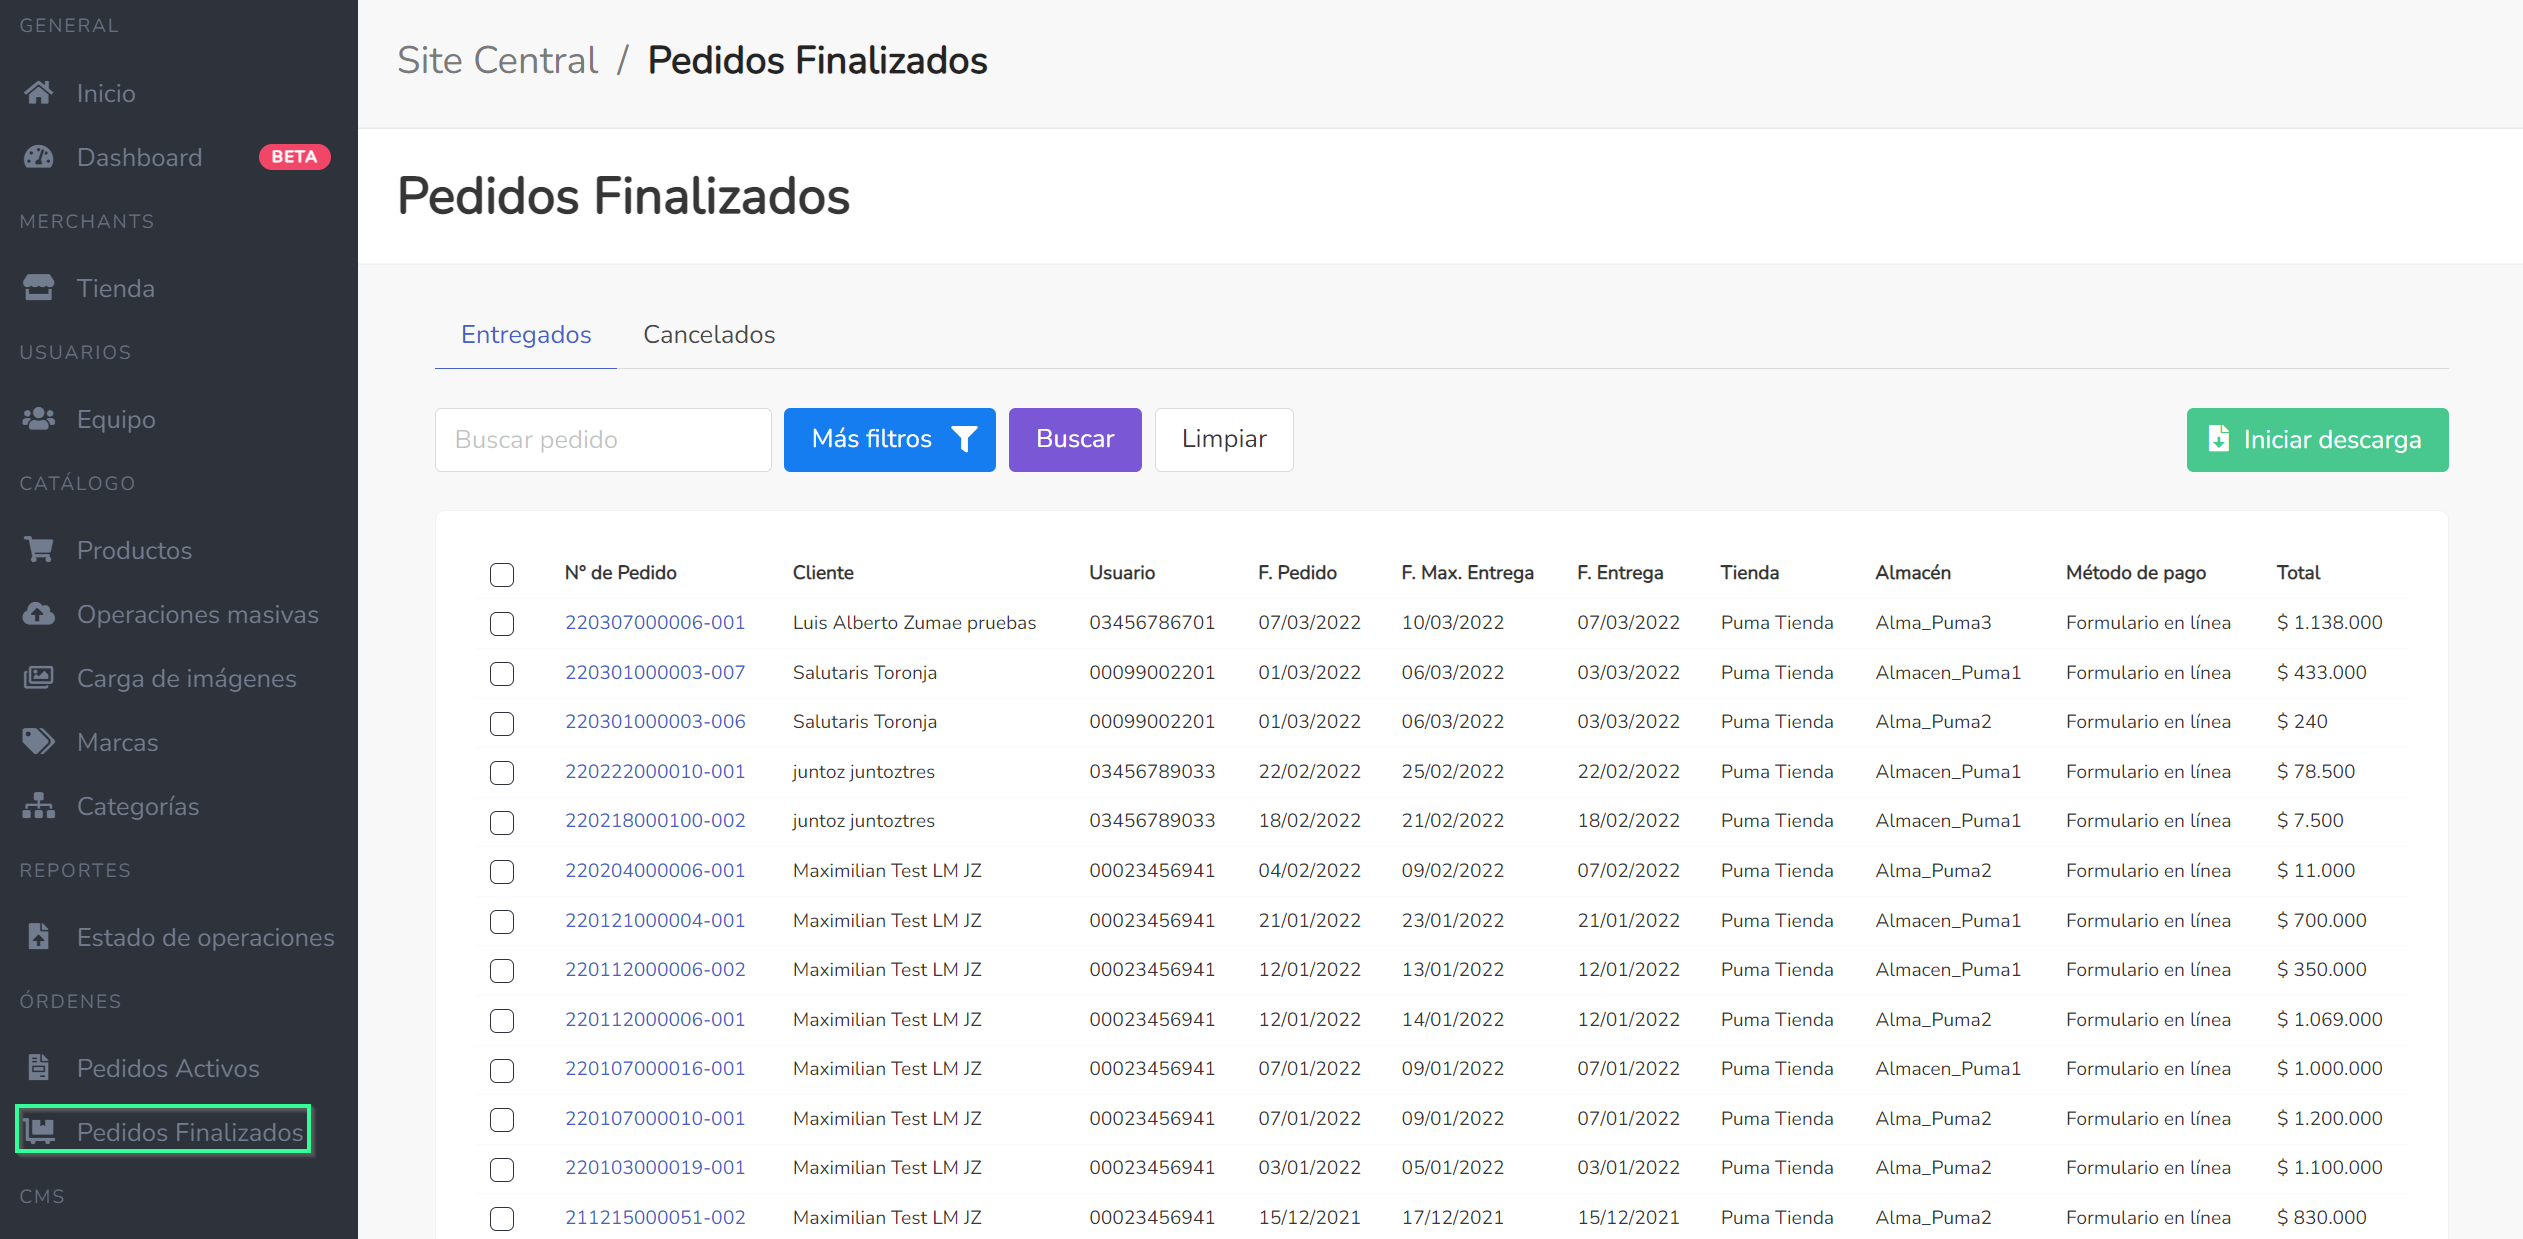 GENERAL
Inicio
Dashboard BETA
MERCHANTS
Tienda
USUARIOS
Equipo
CATÁLOGO
Productos
Operaciones masivas
Carga de imágenes
Marcas
Categorías
REPORTES
Estado de operaciones
ÓRDENES
Pedidos Activos
Pedidos Finalizados
CMS
Site Central / Pedidos Finalizados
Pedidos Finalizados
Entregados Cancelados
Buscar pedido Más filtros Buscar Limpiar Iniciar descarga
N° de Pedido Cliente Usuario F. Pedido F. Max. Entrega F. Entrega Tienda Almacén Método de pago Total
220307000006-001 Luis Alberto Zumae pruebas 03456786701 07/03/2022 10/03/2022 07/03/2022 Puma Tienda Alma_Puma3 Formulario en línea $ 1.138.000
220301000003-007 Salutaris Toronja 00099002201 01/03/2022 06/03/2022 03/03/2022 Puma Tienda Almacen_Puma1 Formulario en línea $ 433.000
220301000003-006 Salutaris Toronja 00099002201 01/03/2022 06/03/2022 03/03/2022 Puma Tienda Alma_Puma2 Formulario en línea $ 240
220222000010-001 juntoz juntoztres 03456789033 22/02/2022 25/02/2022 22/02/2022 Puma Tienda Almacen_Puma1 Formulario en línea $ 78.500
220218000100-002 juntoz juntoztres 03456789033 18/02/2022 21/02/2022 18/02/2022 Puma Tienda Almacen_Puma1 Formulario en línea $ 7.500
220204000006-001 Maximilian Test LM JZ 00023456941 04/02/2022 09/02/2022 07/02/2022 Puma Tienda Alma_Puma2 Formulario en línea $ 11.000
220121000004-001 Maximilian Test LM JZ 00023456941 21/01/2022 23/01/2022 21/01/2022 Puma Tienda Almacen_Puma1 Formulario en línea $ 700.000
220112000006-002 Maximilian Test LM JZ 00023456941 12/01/2022 13/01/2022 12/01/2022 Puma Tienda Almacen_Puma1 Formulario en línea $ 350.000
220112000006-001 Maximilian Test LM JZ 00023456941 12/01/2022 14/01/2022 12/01/2022 Puma Tienda Alma_Puma2 Formulario en línea $ 1.069.000
220107000016-001 Maximilian Test LM JZ 00023456941 07/01/2022 09/01/2022 07/01/2022 Puma Tienda Almacen_Puma1 Formulario en línea $ 1.000.000
220107000010-001 Maximilian Test LM JZ 00023456941 07/01/2022 09/01/2022 07/01/2022 Puma Tienda Alma_Puma2 Formulario en línea $ 1.200.000
220103000019-001 Maximilian Test LM JZ 00023456941 03/01/2022 05/01/2022 03/01/2022 Puma Tienda Alma_Puma2 Formulario en línea $ 1.100.000
211215000051-002 Maximilian Test LM JZ 00023456941 15/12/2021 17/12/2021 15/12/2021 Puma Tienda Alma_Puma2 Formulario en línea $ 830.000